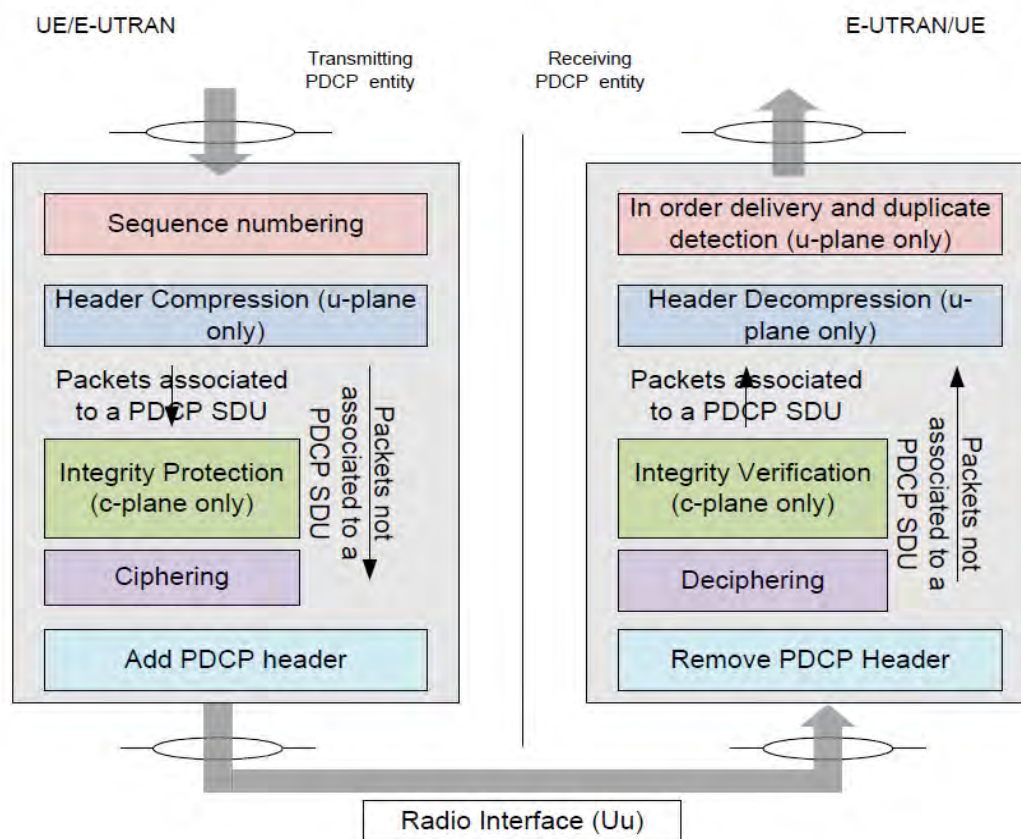 UE/E-UTRAN
E-UTRAN/UE
Transmitting
PDCP entity
Receiving
PDCP entity
Sequence numbering
Header Compression (u-plane
only)
Packets associated
to a PDCP SDU
Packets not
associated to a
PDCP SDU
Integrity Protection
(c-plane only)
Ciphering
Add PDCP header
In order delivery and duplicate
detection (u-plane only)
Header Decompression (u-
plane only)
Packets associated
to a PDCP SDU
Packets not
associated to a
PDCP SDU
Integrity Verification
(c-plane only)
Deciphering
Remove PDCP Header
Radio Interface (Uu)